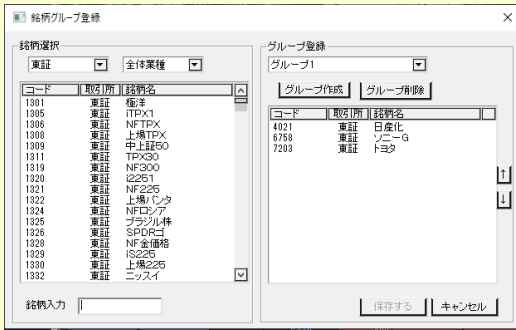 銘柄グループ登録
銘柄選択
東証 全体業種
コード 取引所 銘柄名
1301 東証 極洋
1305 東証 iTPX1
1306 東証 NFTPX
1308 東証 上場TPX
1309 東証 中上証50
1311 東証 TPX30
1319 東証 NF300
1320 東証 i2251
1321 東証 NF225
1322 東証 上場パンタ
1324 東証 NFロシア
1325 東証 ブラジル株
1326 東証 SPDRゴ
1328 東証 NF金価格
1329 東証 iS225
1330 東証 上場225
1332 東証 ニッスイ
銘柄入力
グループ登録
グループ1
グループ作成 グループ削除
コード 取引所 銘柄名
4021 東証 日産化
6758 東証 ソニーG
7203 東証 トヨタ
↑
↓
保存する キャンセル